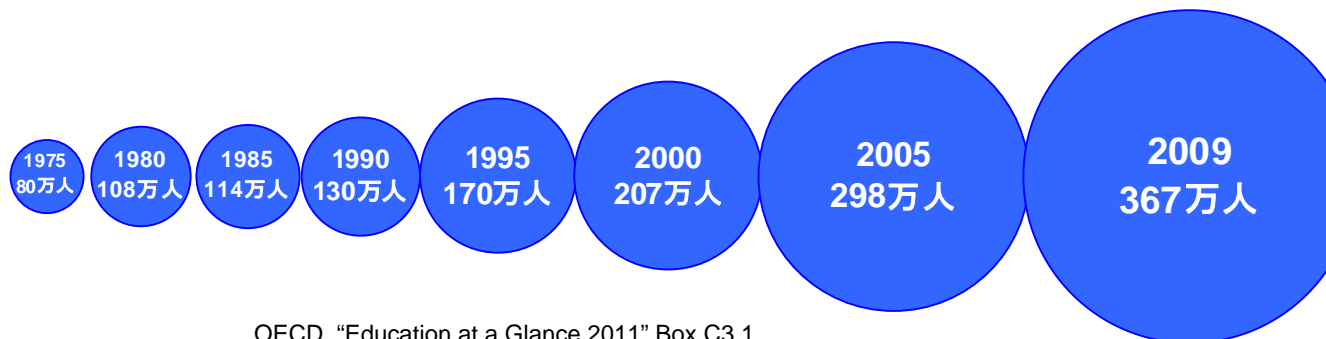 1975
80万人
1980
108万人
1985
114万人
1990
130万人
1995
170万人
2000
207万人
2005
298万人
2009
367万人
OECD “Education at a Glance 2011” Box C3.1